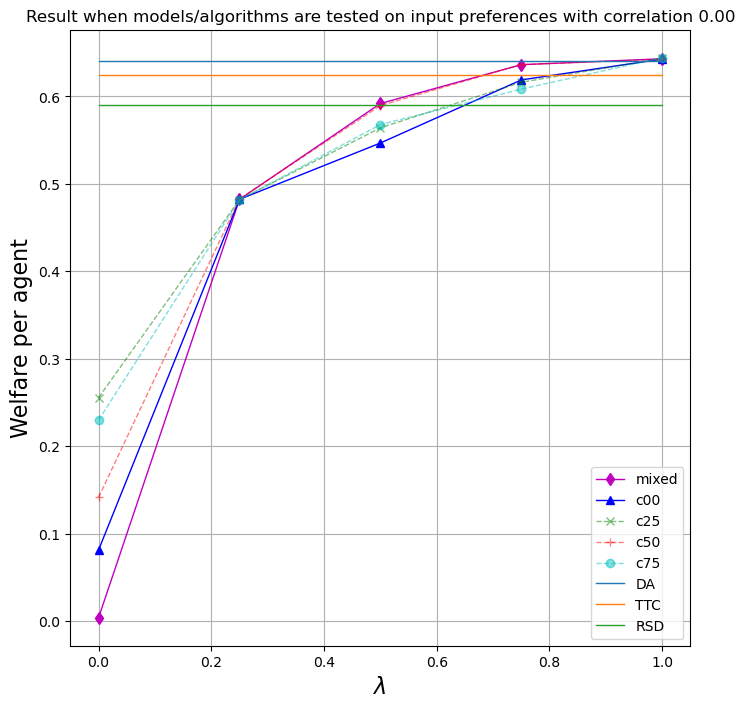 Result when models/algorithms are tested on input preferences with correlation 0.00
Welfare per agent
0.6
0.5
0.4
0.3
0.2
0.1
0.0
0.0 0.2 0.4 0.6 0.8 1.0
λ
mixed
c00
c25
c50
c75
DA
TTC
RSD